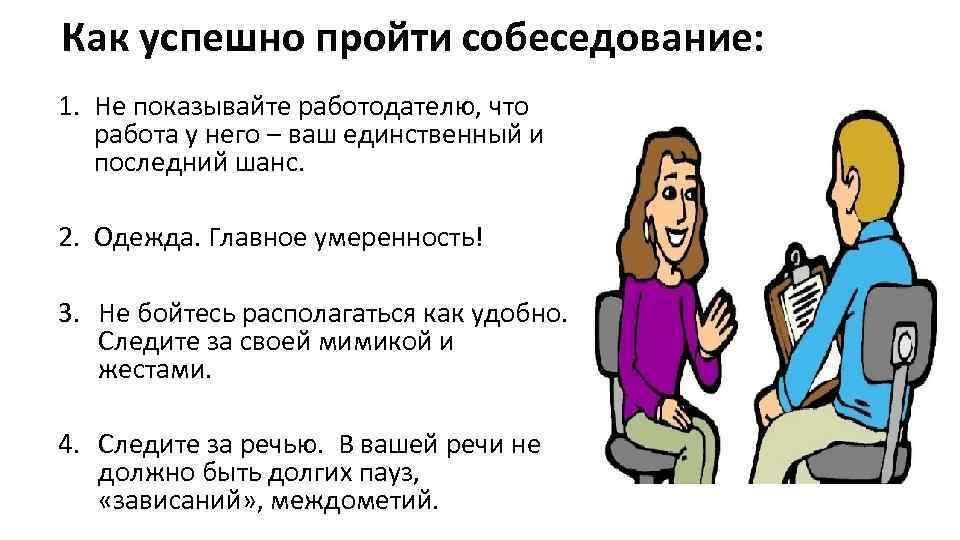 Как успешно пройти собеседование:
1. Не показывайте работодателю, что
работа у него – ваш единственный и
последний шанс.
2. Одежда. Главное умеренность!
3. Не бойтесь располагаться как удобно.
Следите за своей мимикой и
жестами.
4. Следите за речью. В вашей речи не
должно быть долгих пауз,
«зависаний», междометий.